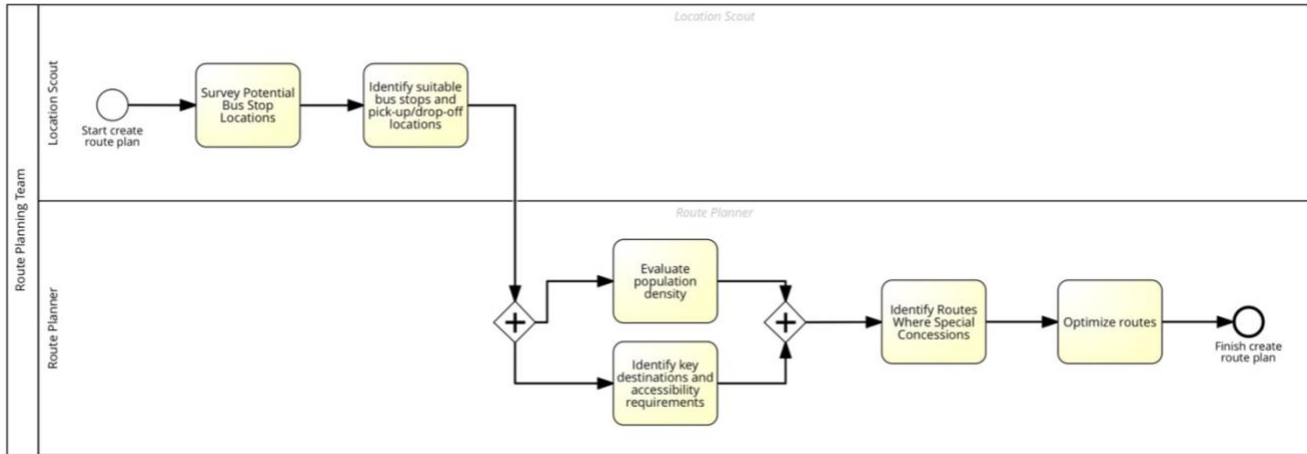 Location Scout
Route Planning Team
Location Scout
Start create
route plan
Survey Potential
Bus Stop
Locations
Identify suitable
bus stops and
pick-up/drop-off
locations
Route Planner
Route Planner
Evaluate
population
density
Identify key
destinations and
accessibility
requirements
Identify Routes
Where Special
Concessions
Optimize routes
Finish create
route plan